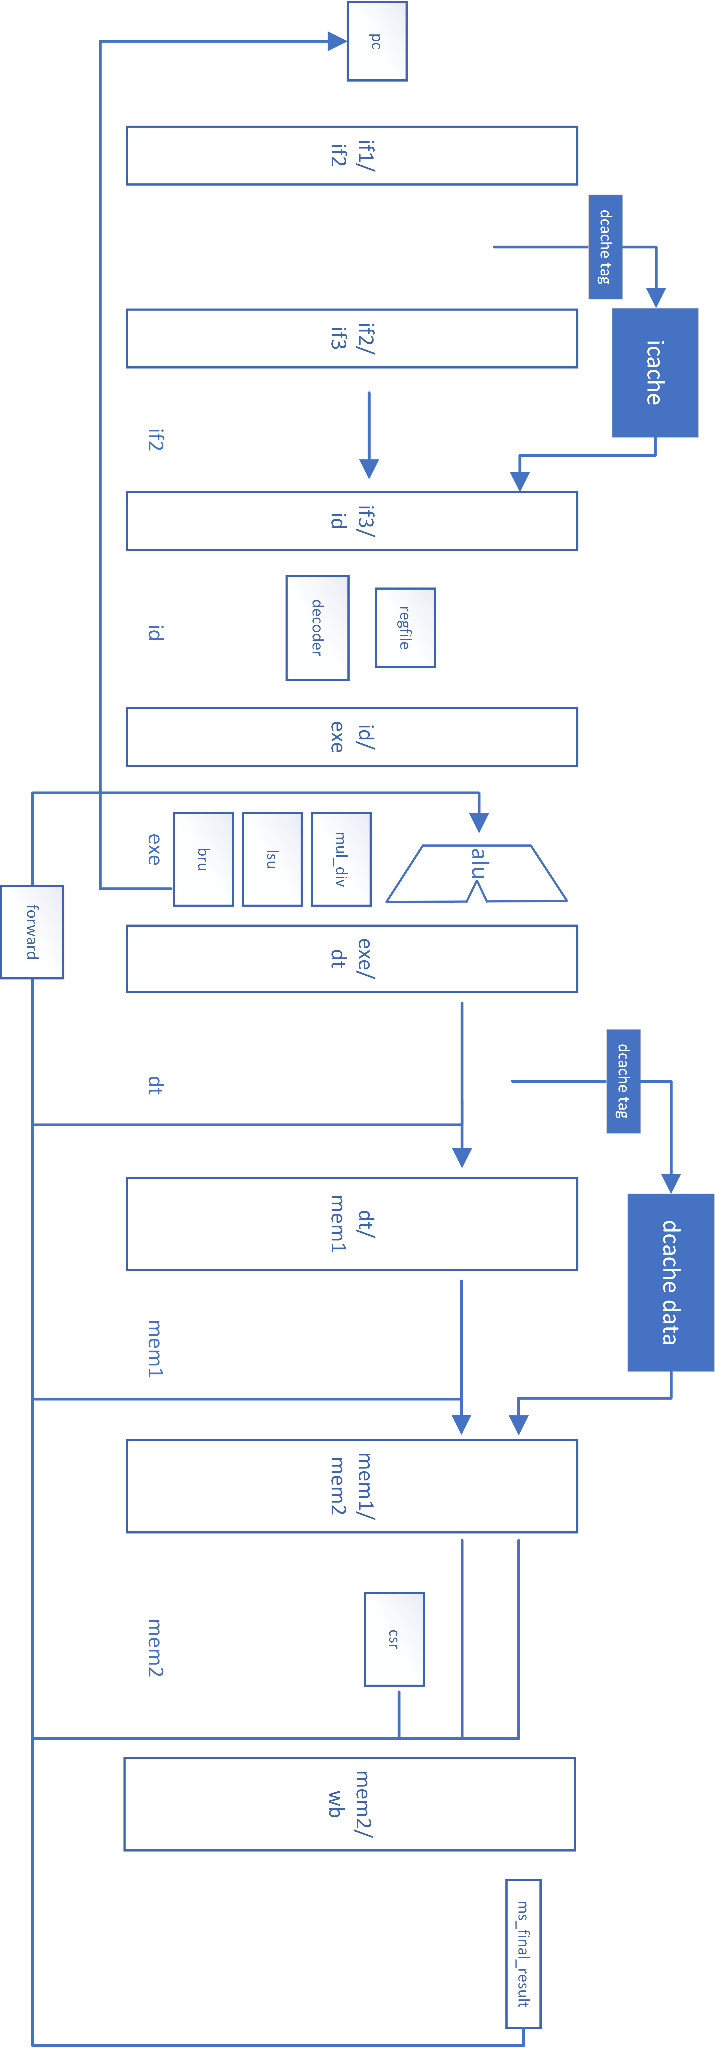 pc
if1/
if2
dcache tag
icache
if2/
if3
if2
if3/
id
regfile
decoder
id
id/
exe
alu
mul_div
lsu
bru
exe
forward
exe/
dt
dcache tag
dt
dcache data
dt/
mem1
mem1
mem1/
mem2
csr
mem2
mem2/
wb
ms_final_result